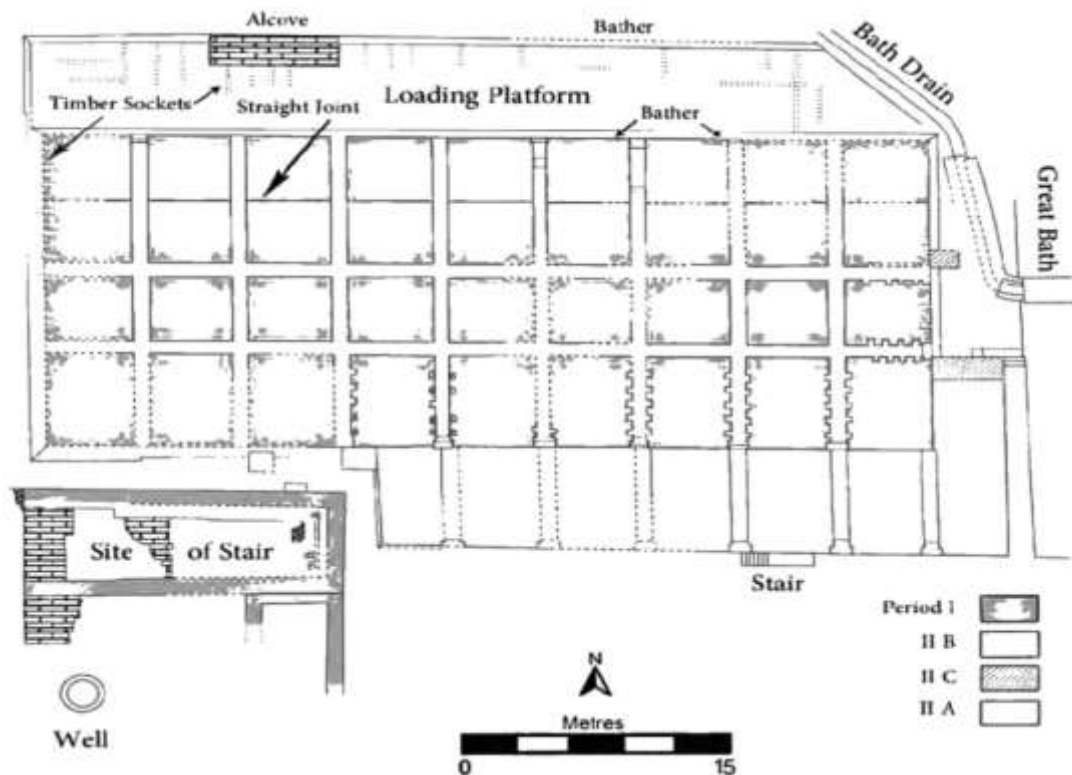 Alcove
Bather
Bath Drain
Timber Sockets
Straight Joint
Loading Platform
Bather
Great Bath
Site of Stair
Stair
Period I
II B
II C
II A
N
Well
Metres
0 15